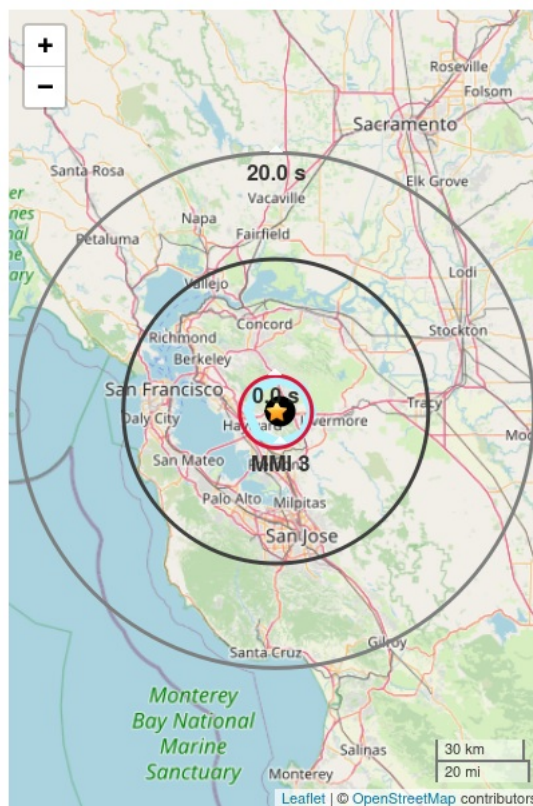 +
−
Roseville
Folsom
Sacramento
Santa Rosa
20.0 s
Elk Grove
Vacaville
Napa
Fairfield
Petaluma
Lodi
Vallejo
Concord
Stockton
Richmond
Berkeley
San Francisco
0.0 s
Tracy
Daly City
San Mateo
MMI 3
Palo Alto
Milpitas
San Jose
Gilroy
Santa Cruz
Monterey
Bay National
Marine
Sanctuary
Salinas
30 km
20 mi
Monterey
Leaflet | © OpenStreetMap contributors